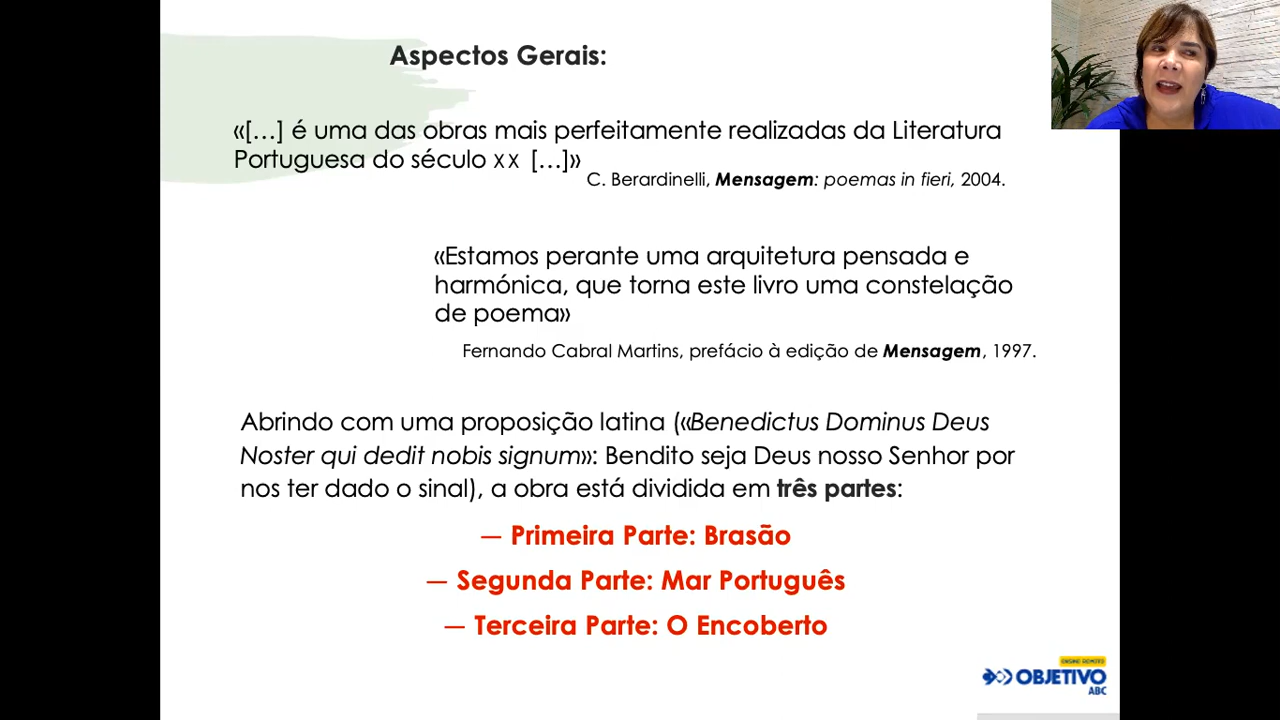 Aspectos Gerais:
«[…] é uma das obras mais perfeitamente realizadas da Literatura
Portuguesa do século xx […]»
C. Berardinelli, Mensagem: poemas in fieri, 2004.
«Estamos perante uma arquitetura pensada e
harmónica, que torna este livro uma constelação
de poema»
Fernando Cabral Martins, prefácio à edição de Mensagem, 1997.
Abrindo com uma proposição latina («Benedictus Dominus Deus
Noster qui dedit nobis signum»: Bendito seja Deus nosso Senhor por
nos ter dado o sinal), a obra está dividida em três partes:
— Primeira Parte: Brasão
— Segunda Parte: Mar Português
— Terceira Parte: O Encoberto
ENSINO REMOTO
OBJETIVO
ABC